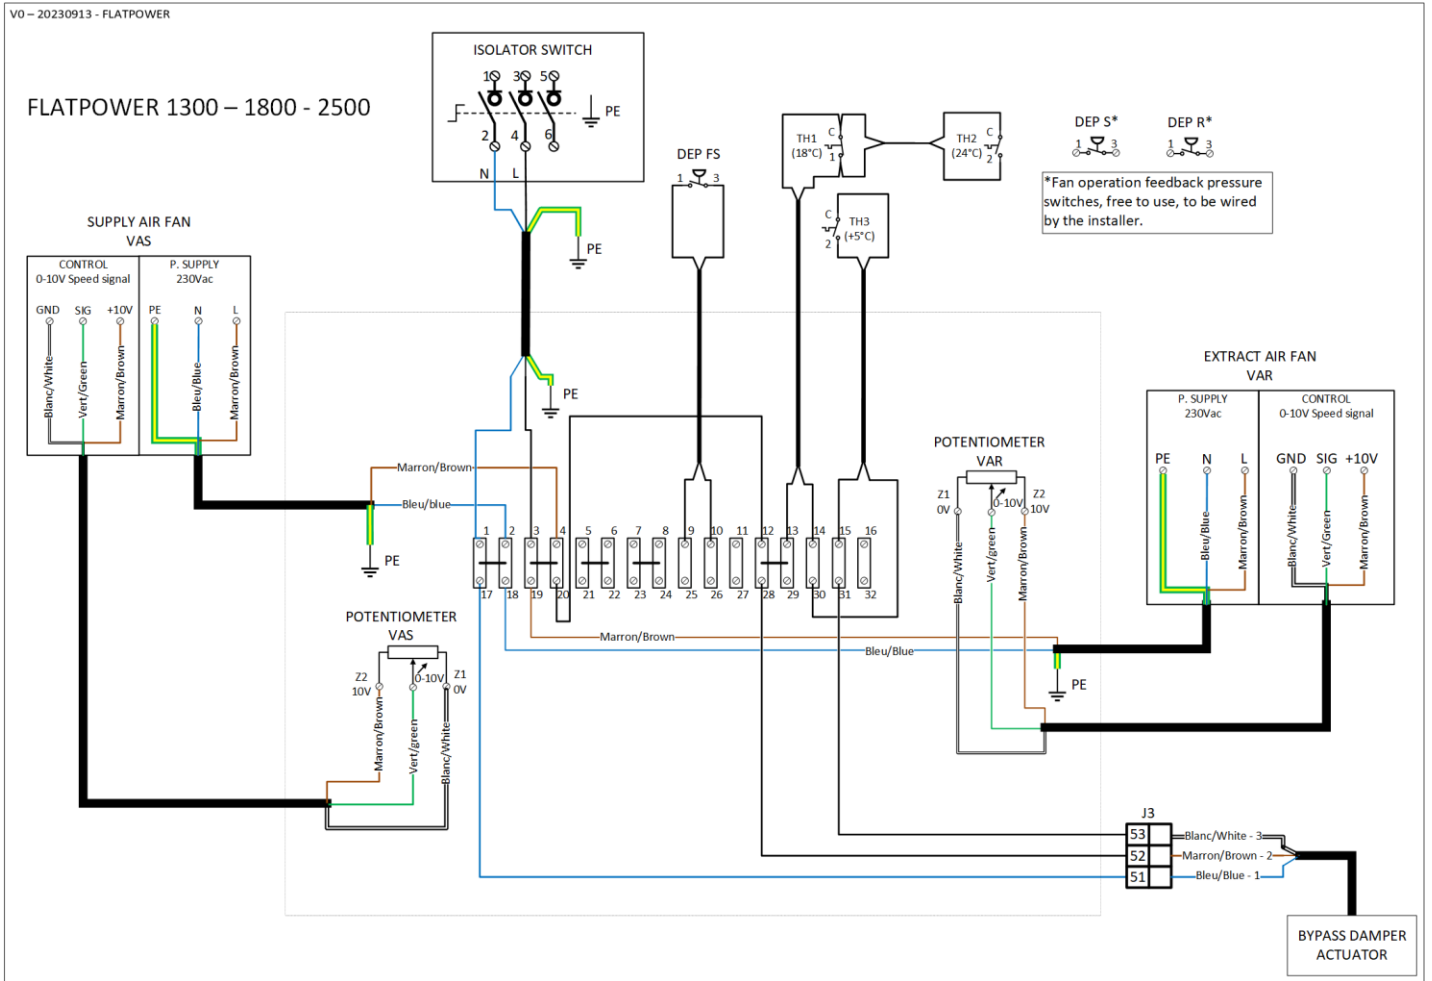 V0 – 20230913 - FLATPOWER
FLATPOWER 1300 – 1800 - 2500
ISOLATOR SWITCH
1 3 5
PE
2 4 6
N L
PE
PE
DEP FS
1 3
TH1
(18°C)
C
1
TH2
(24°C)
C
2
TH3
(+5°C)
C
2
DEP S*
1 3
DEP R*
1 3
*Fan operation feedback pressure
switches, free to use, to be wired
by the installer.
SUPPLY AIR FAN
VAS
CONTROL
0-10V Speed signal
P. SUPPLY
230Vac
GND SIG +10V PE N L
Blanc/White
Vert/Green
Marron/Brown
Bleu/Blue
Marron/Brown
Marron/Brown
Bleu/blue
PE
EXTRACT AIR FAN
VAR
P. SUPPLY
230Vac
CONTROL
0-10V Speed signal
PE N L GND SIG +10V
Bleu/Blue
Marron/Brown
Blanc/White
Vert/Green
Marron/Brown
POTENTIOMETER
VAR
Z1
0V
0-10V
Z2
10V
Blanc/White
Vert/green
Marron/Brown
1 2 3 4 5 6 7 8 9 10 11 12 13 14 15 16
17 18 19 20 21 22 23 24 25 26 27 28 29 30 31 32
Marron/Brown
Bleu/Blue
PE
POTENTIOMETER
VAS
Z2
10V
0-10V
Z1
0V
Marron/Brown
Vert/green
Blanc/White
J3
53
Blanc/White - 3
52
Marron/Brown - 2
51
Bleu/Blue - 1
BYPASS DAMPER
ACTUATOR